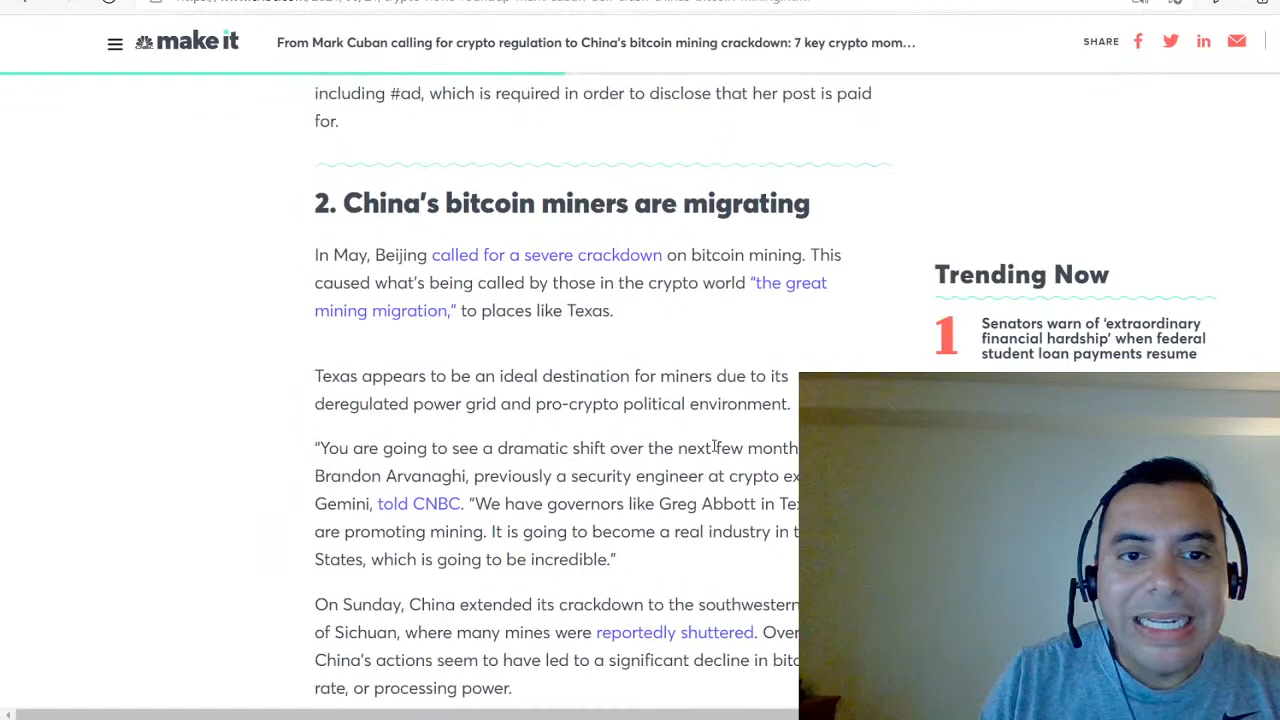 make it
From Mark Cuban calling for crypto regulation to China's bitcoin mining crackdown: 7 key crypto mom…
SHARE
including #ad, which is required in order to disclose that her post is paid
for.
2. China's bitcoin miners are migrating
In May, Beijing called for a severe crackdown on bitcoin mining. This
caused what's being called by those in the crypto world “the great
mining migration,“ to places like Texas.
Trending Now
1 Senators warn of ‘extraordinary
financial hardship’ when federal
student loan payments resume
Texas appears to be an ideal destination for miners due to its
deregulated power grid and pro-crypto political environment.
“You are going to see a dramatic shift over the next few month
Brandon Arvanaghi, previously a security engineer at crypto ex
Gemini, told CNBC. “We have governors like Greg Abbott in Te
are promoting mining. It is going to become a real industry in t
States, which is going to be incredible.”
On Sunday, China extended its crackdown to the southwestern
of Sichuan, where many mines were reportedly shuttered. Over
China's actions seem to have led to a significant decline in bitc
rate, or processing power.